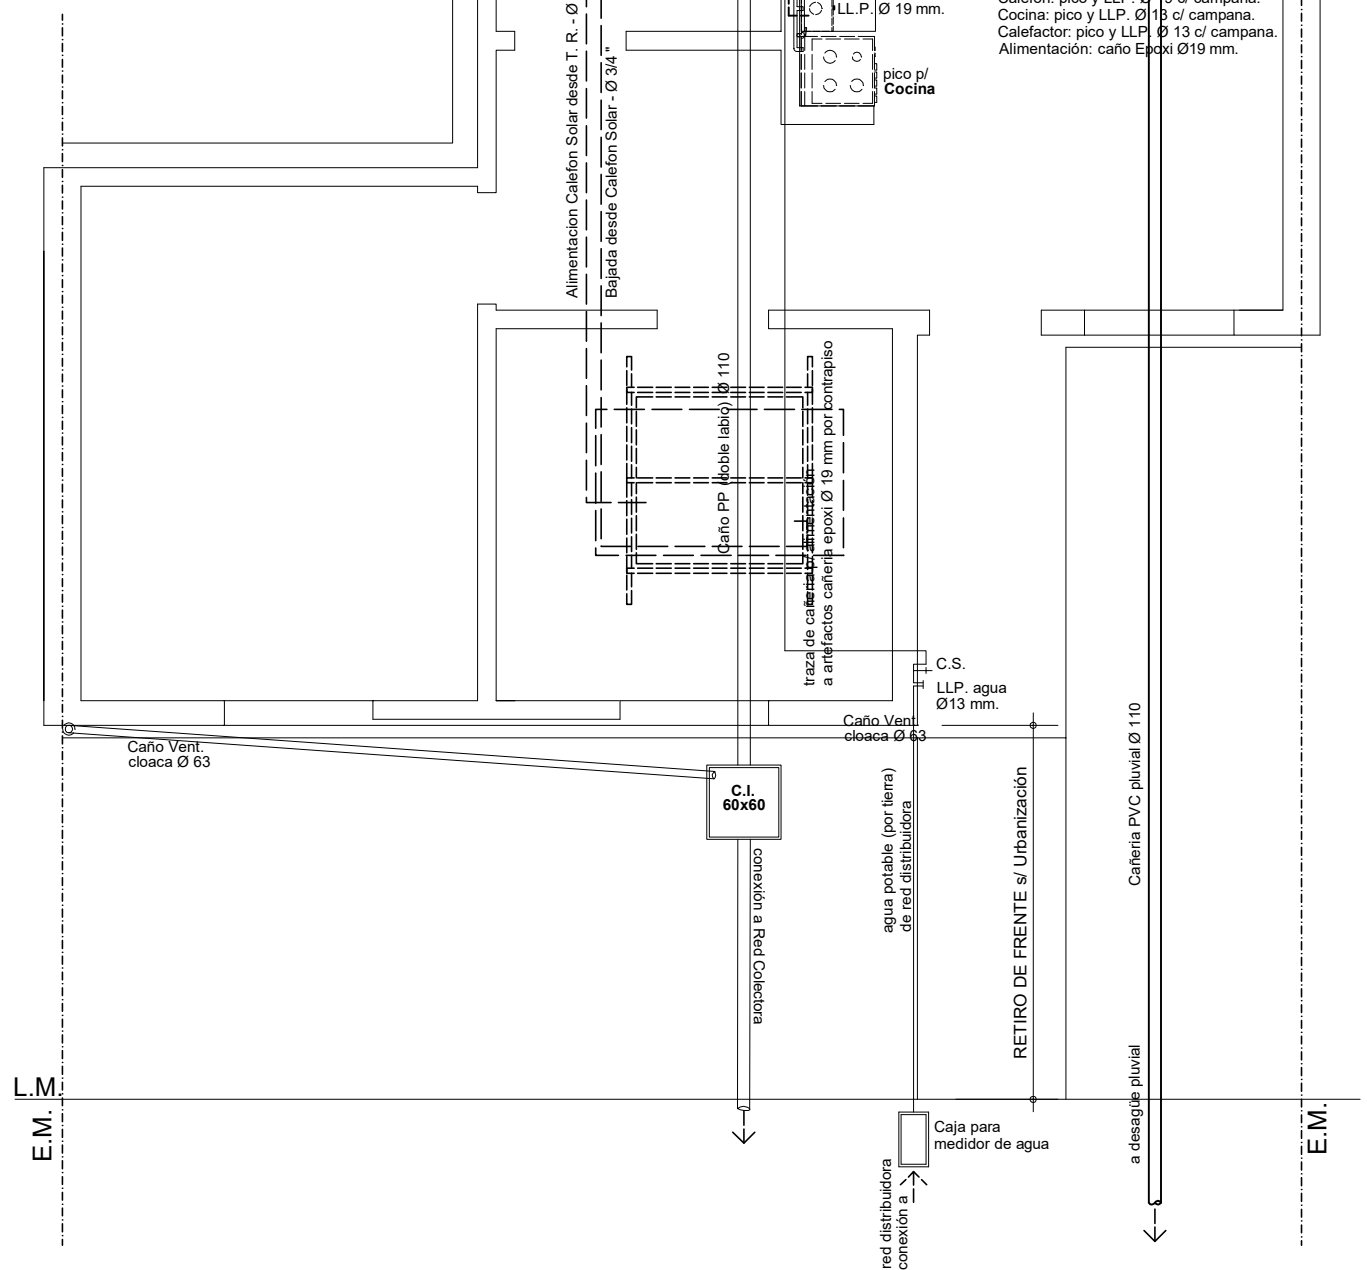 LL.P. Ø 19 mm.
Cocina: pico y LLP. Ø 13 c/ campana.
Calefactor: pico y LLP. Ø 13 c/ campana.
Alimentación: caño Epoxi Ø19 mm.
pico p/
Cocina
Alimentacion Calefon Solar desde T. R. - Ø
Bajada desde Calefon Solar - Ø 3/4"
Caño PP (doble labio) Ø 110
traza de cañeria p/ alimentación
a artefactos cañeria epoxi Ø 19 mm por contrapiso
C.S.
LLP. agua
Ø13 mm.
Caño Vent.
cloaca Ø 63
Caño Vent.
cloaca Ø 63
C.I.
60x60
conexión a Red Colectora
agua potable (por tierra)
de red distribuidora
RETIRO DE FRENTE s/ Urbanización
Cañeria PVC pluvial Ø 110
a desagüe pluvial
L.M.
E.M.
E.M.
Caja para
medidor de agua
red distribuidora
conexión a